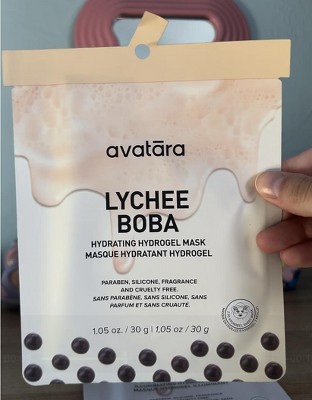 avatāra
LYCHEE
BOBA
HYDRATING HYDROGEL MASK
MASQUE HYDRATANT HYDROGEL
PARABEN, SILICONE, FRAGRANCE
AND CRUELTY FREE.
SANS PARABÈNE, SANS SILICONE, SANS
PARFUM ET SANS CRUAUTÉ.
1.05 oz. / 30 g | 1,05 oz / 30 g